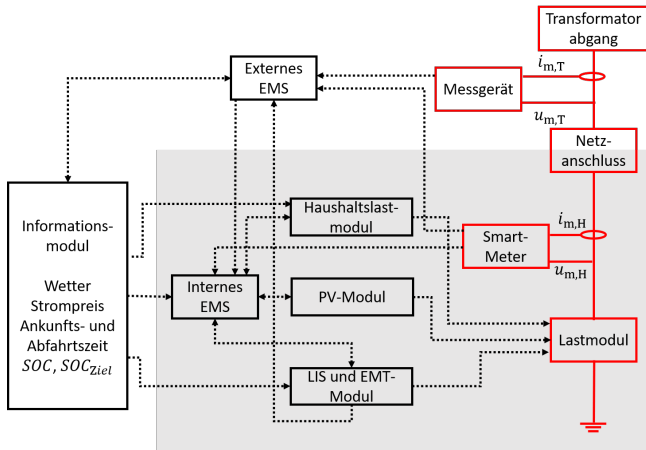 Transformator
abgang
Externes
EMS
i_m,T
Messgerät
u_m,T
Netz-
anschluss
Informations-
modul
Haushaltslast-
modul
i_m,H
Smart-
Meter
u_m,H
Wetter
Strompreis
Ankunfts- und
Abfahrtszeit
SOC, SOC_Ziel
Internes
EMS
PV-Modul
Lastmodul
LIS und EMT-
Modul